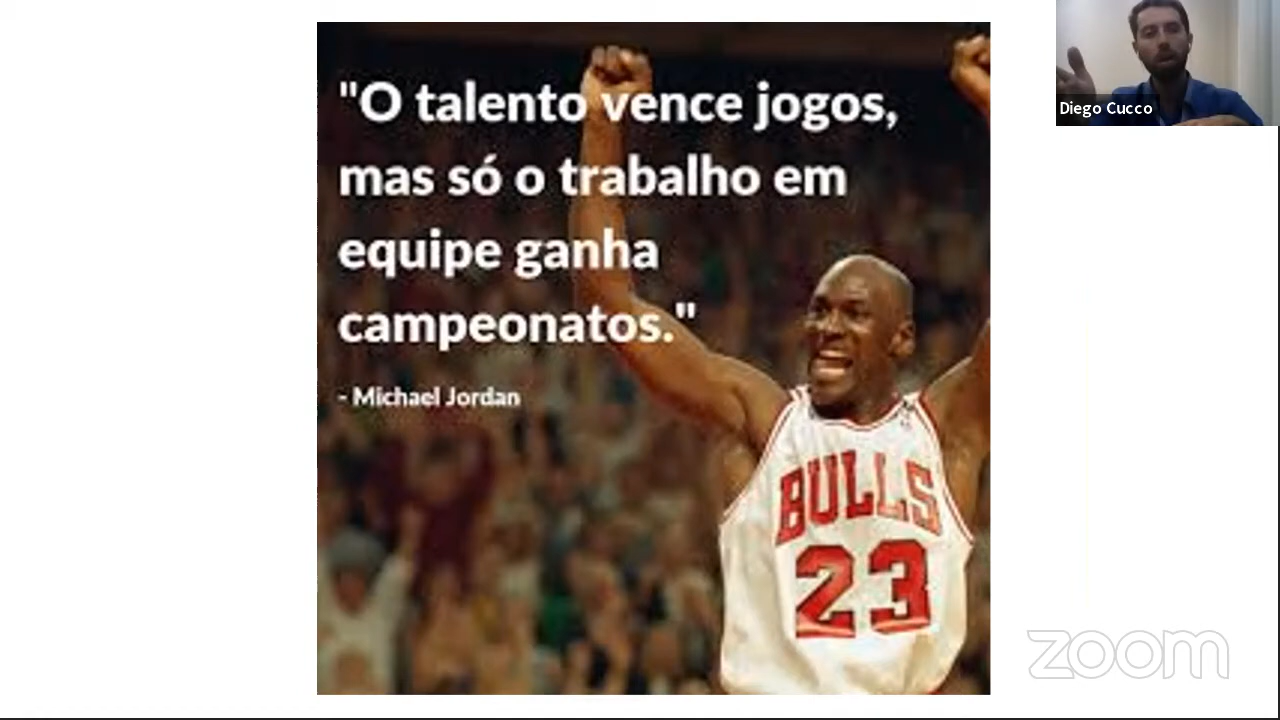 "O talento vence jogos,
mas só o trabalho em
equipe ganha
campeonatos."
- Michael Jordan
BULLS
23
Diego Cucco
zoom